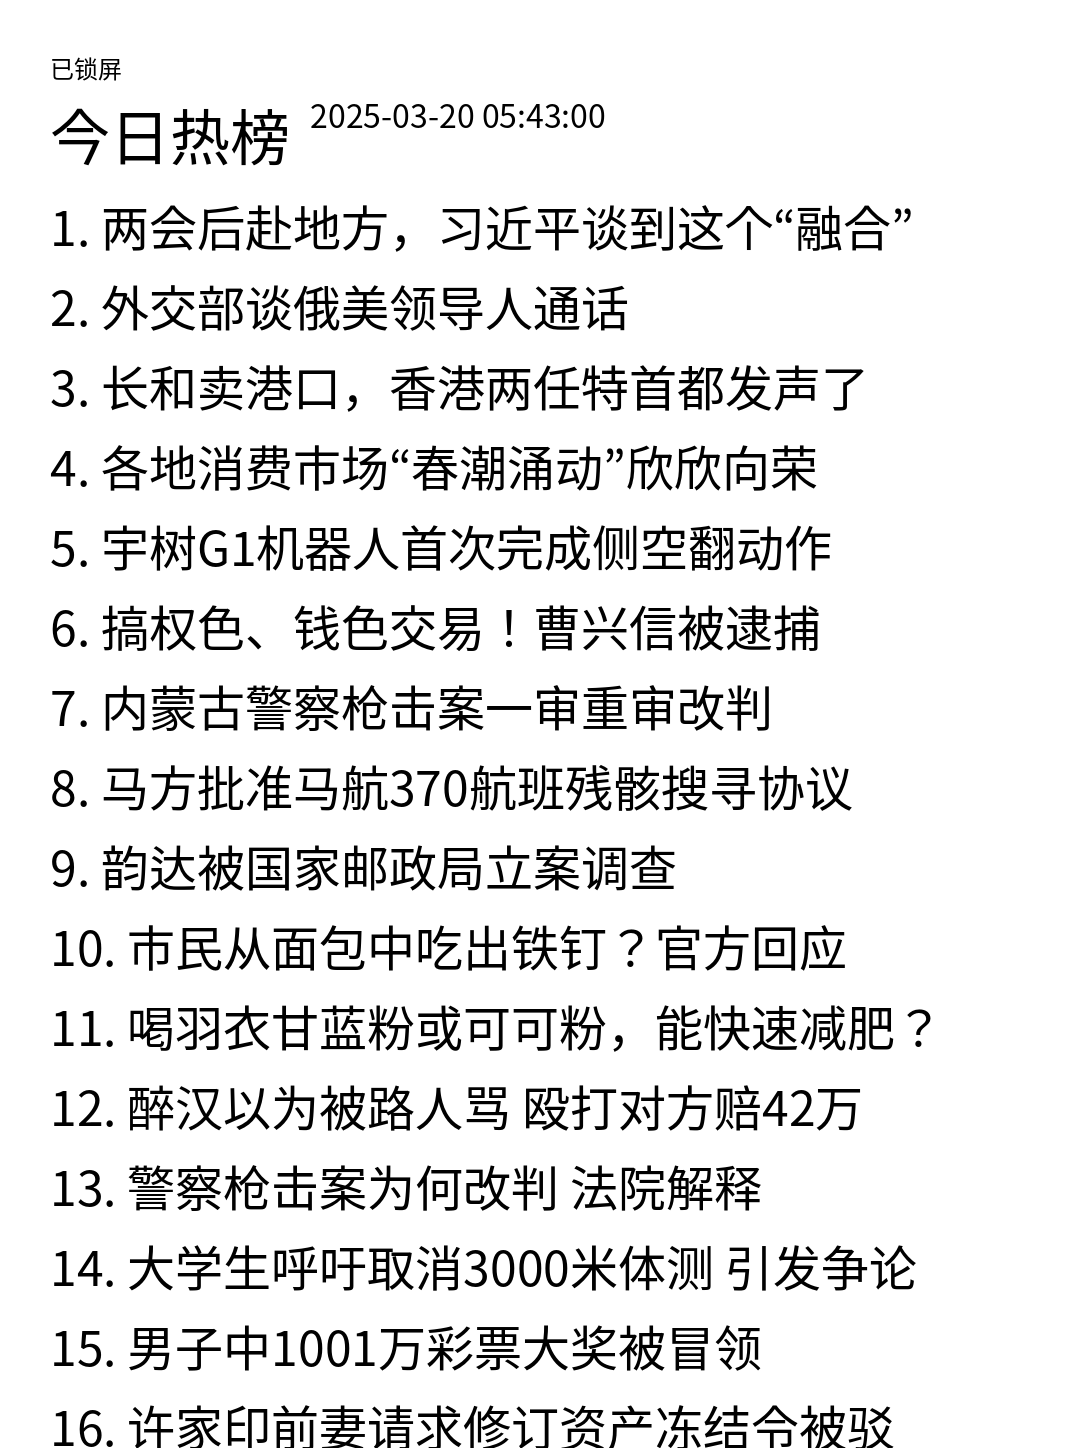 已锁屏
今日热榜 2025-03-20 05:43:00
1. 两会后赴地方，习近平谈到这个“融合”
2. 外交部谈俄美领导人通话
3. 长和卖港口，香港两任特首都发声了
4. 各地消费市场“春潮涌动”欣欣向荣
5. 宇树G1机器人首次完成侧空翻动作
6. 搞权色、钱色交易！曹兴信被逮捕
7. 内蒙古警察枪击案一审重审改判
8. 马方批准马航370航班残骸搜寻协议
9. 韵达被国家邮政局立案调查
10. 市民从面包中吃出铁钉？官方回应
11. 喝羽衣甘蓝粉或可可粉，能快速减肥？
12. 醉汉以为被路人骂 殴打对方赔42万
13. 警察枪击案为何改判 法院解释
14. 大学生呼吁取消3000米体测 引发争论
15. 男子中1001万彩票大奖被冒领
16. 许家印前妻请求修订资产冻结令被驳